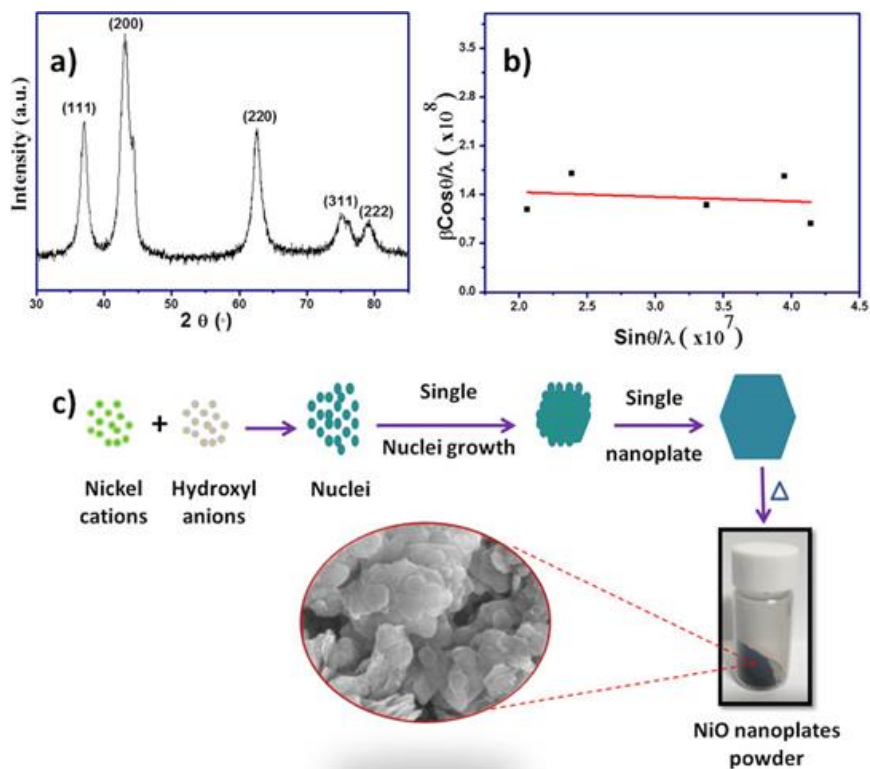 a)
(200)
(111)
(220)
(311)
(222)
Intensity (a.u.)
30 40 50 60 70 80
2 θ (°)
b)
3.5
2.8
2.1
1.4
0.7
0.0
βCosθ/λ ( x10⁸)
2.0 2.5 3.0 3.5 4.0 4.5
Sinθ/λ ( x10⁷)
c)
+
Nickel
cations
Hydroxyl
anions
Nuclei
Single
Nuclei growth
Single
nanoplate
Δ
NiO nanoplates
powder